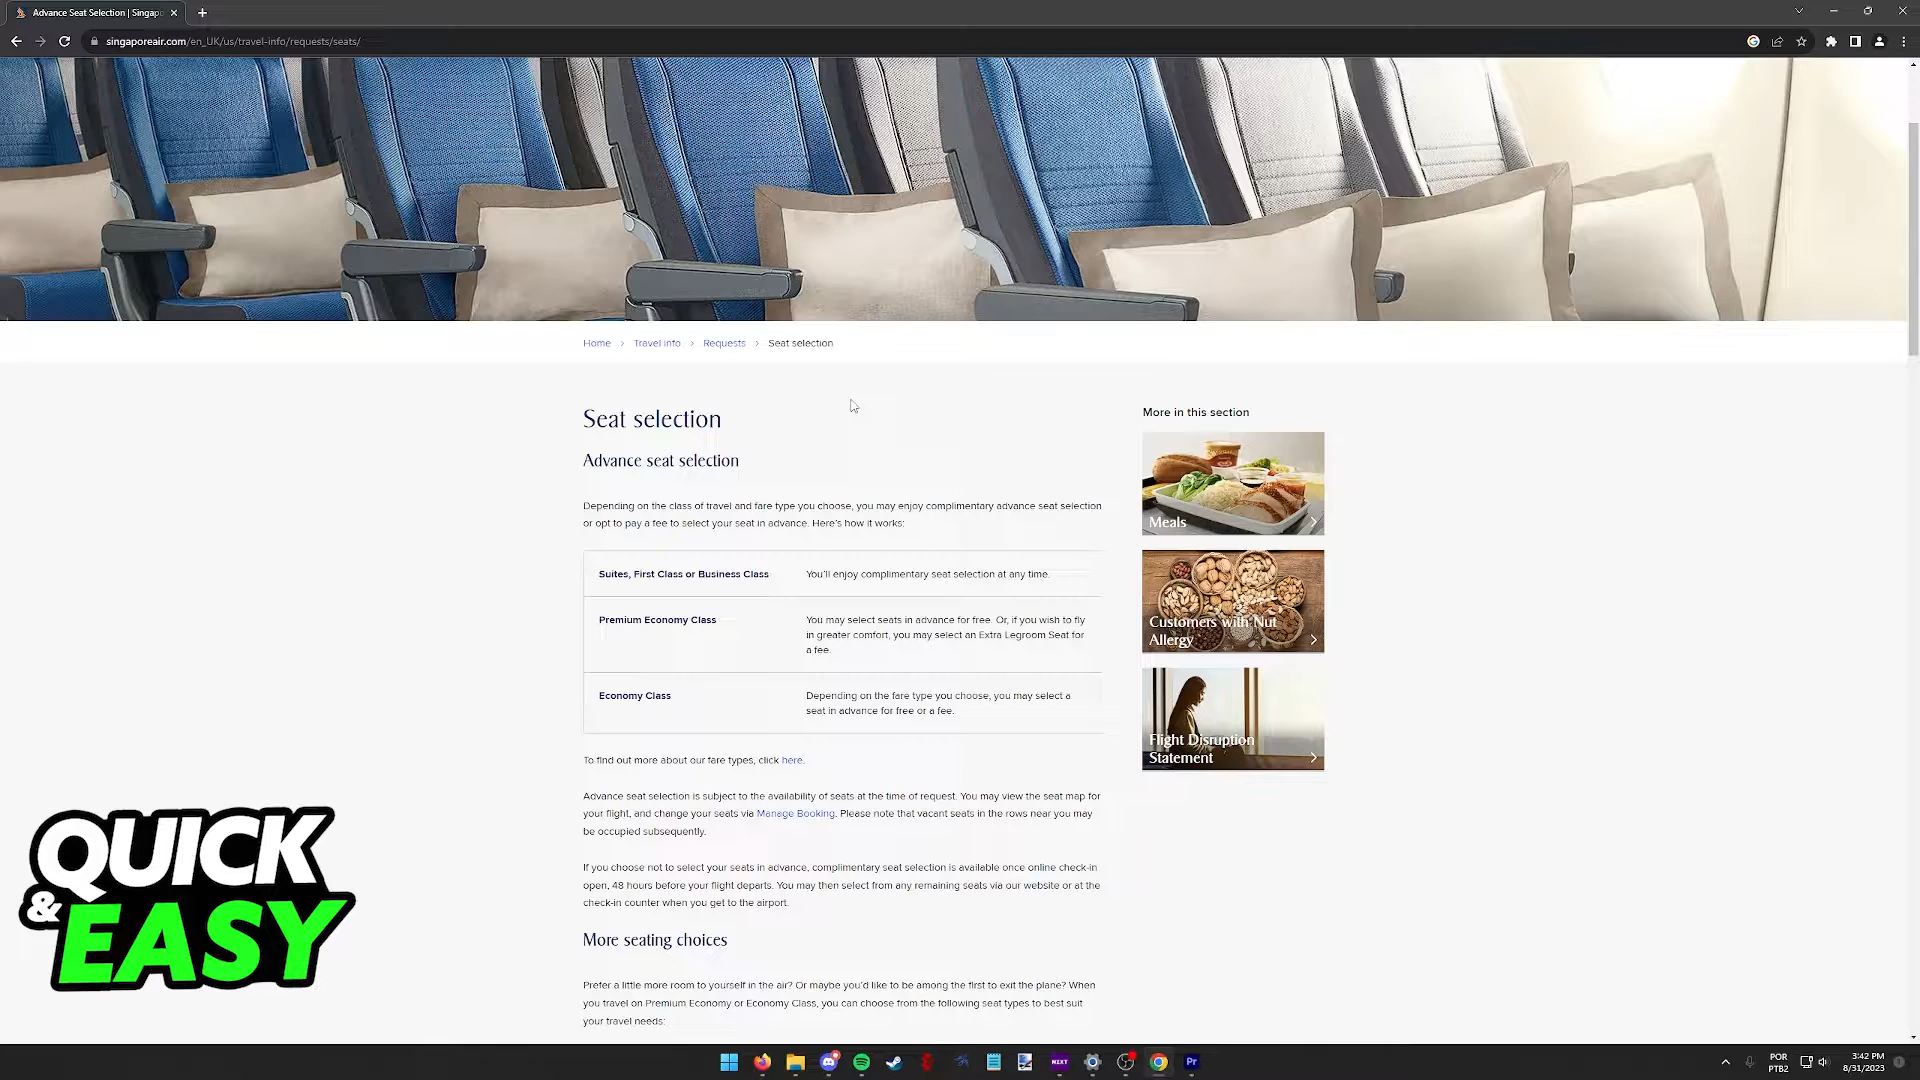 Advance Seat Selection | Singapo
singaporeair.com/en_UK/us/travel-info/requests/seats/
Home > Travel info > Requests > Seat selection
Seat selection
Advance seat selection
Depending on the class of travel and fare type you choose, you may enjoy complimentary advance seat selection
or opt to pay a fee to select your seat in advance. Here's how it works:
Suites, First Class or Business Class
You'll enjoy complimentary seat selection at any time.
Premium Economy Class
You may select seats in advance for free. Or, if you wish to fly
in greater comfort, you may select an Extra Legroom Seat for
a fee.
Economy Class
Depending on the fare type you choose, you may select a
seat in advance for free or a fee.
To find out more about our fare types, click here.
Advance seat selection is subject to the availability of seats at the time of request. You may view the seat map for
your flight, and change your seats via Manage Booking. Please note that vacant seats in the rows near you may
be occupied subsequently.
If you choose not to select your seats in advance, complimentary seat selection is available once online check-in
open, 48 hours before your flight departs. You may then select from any remaining seats via our website or at the
check-in counter when you get to the airport.
More seating choices
Prefer a little more room to yourself in the air? Or maybe you'd like to be among the first to exit the plane? When
you travel on Premium Economy or Economy Class, you can choose from the following seat types to best suit
your travel needs:
More in this section
Meals
Customers with Nut
Allergy
Flight Disruption
Statement
QUICK
& EASY
NEXT
Pr
POR
PTB2
3:42 PM
8/31/2023